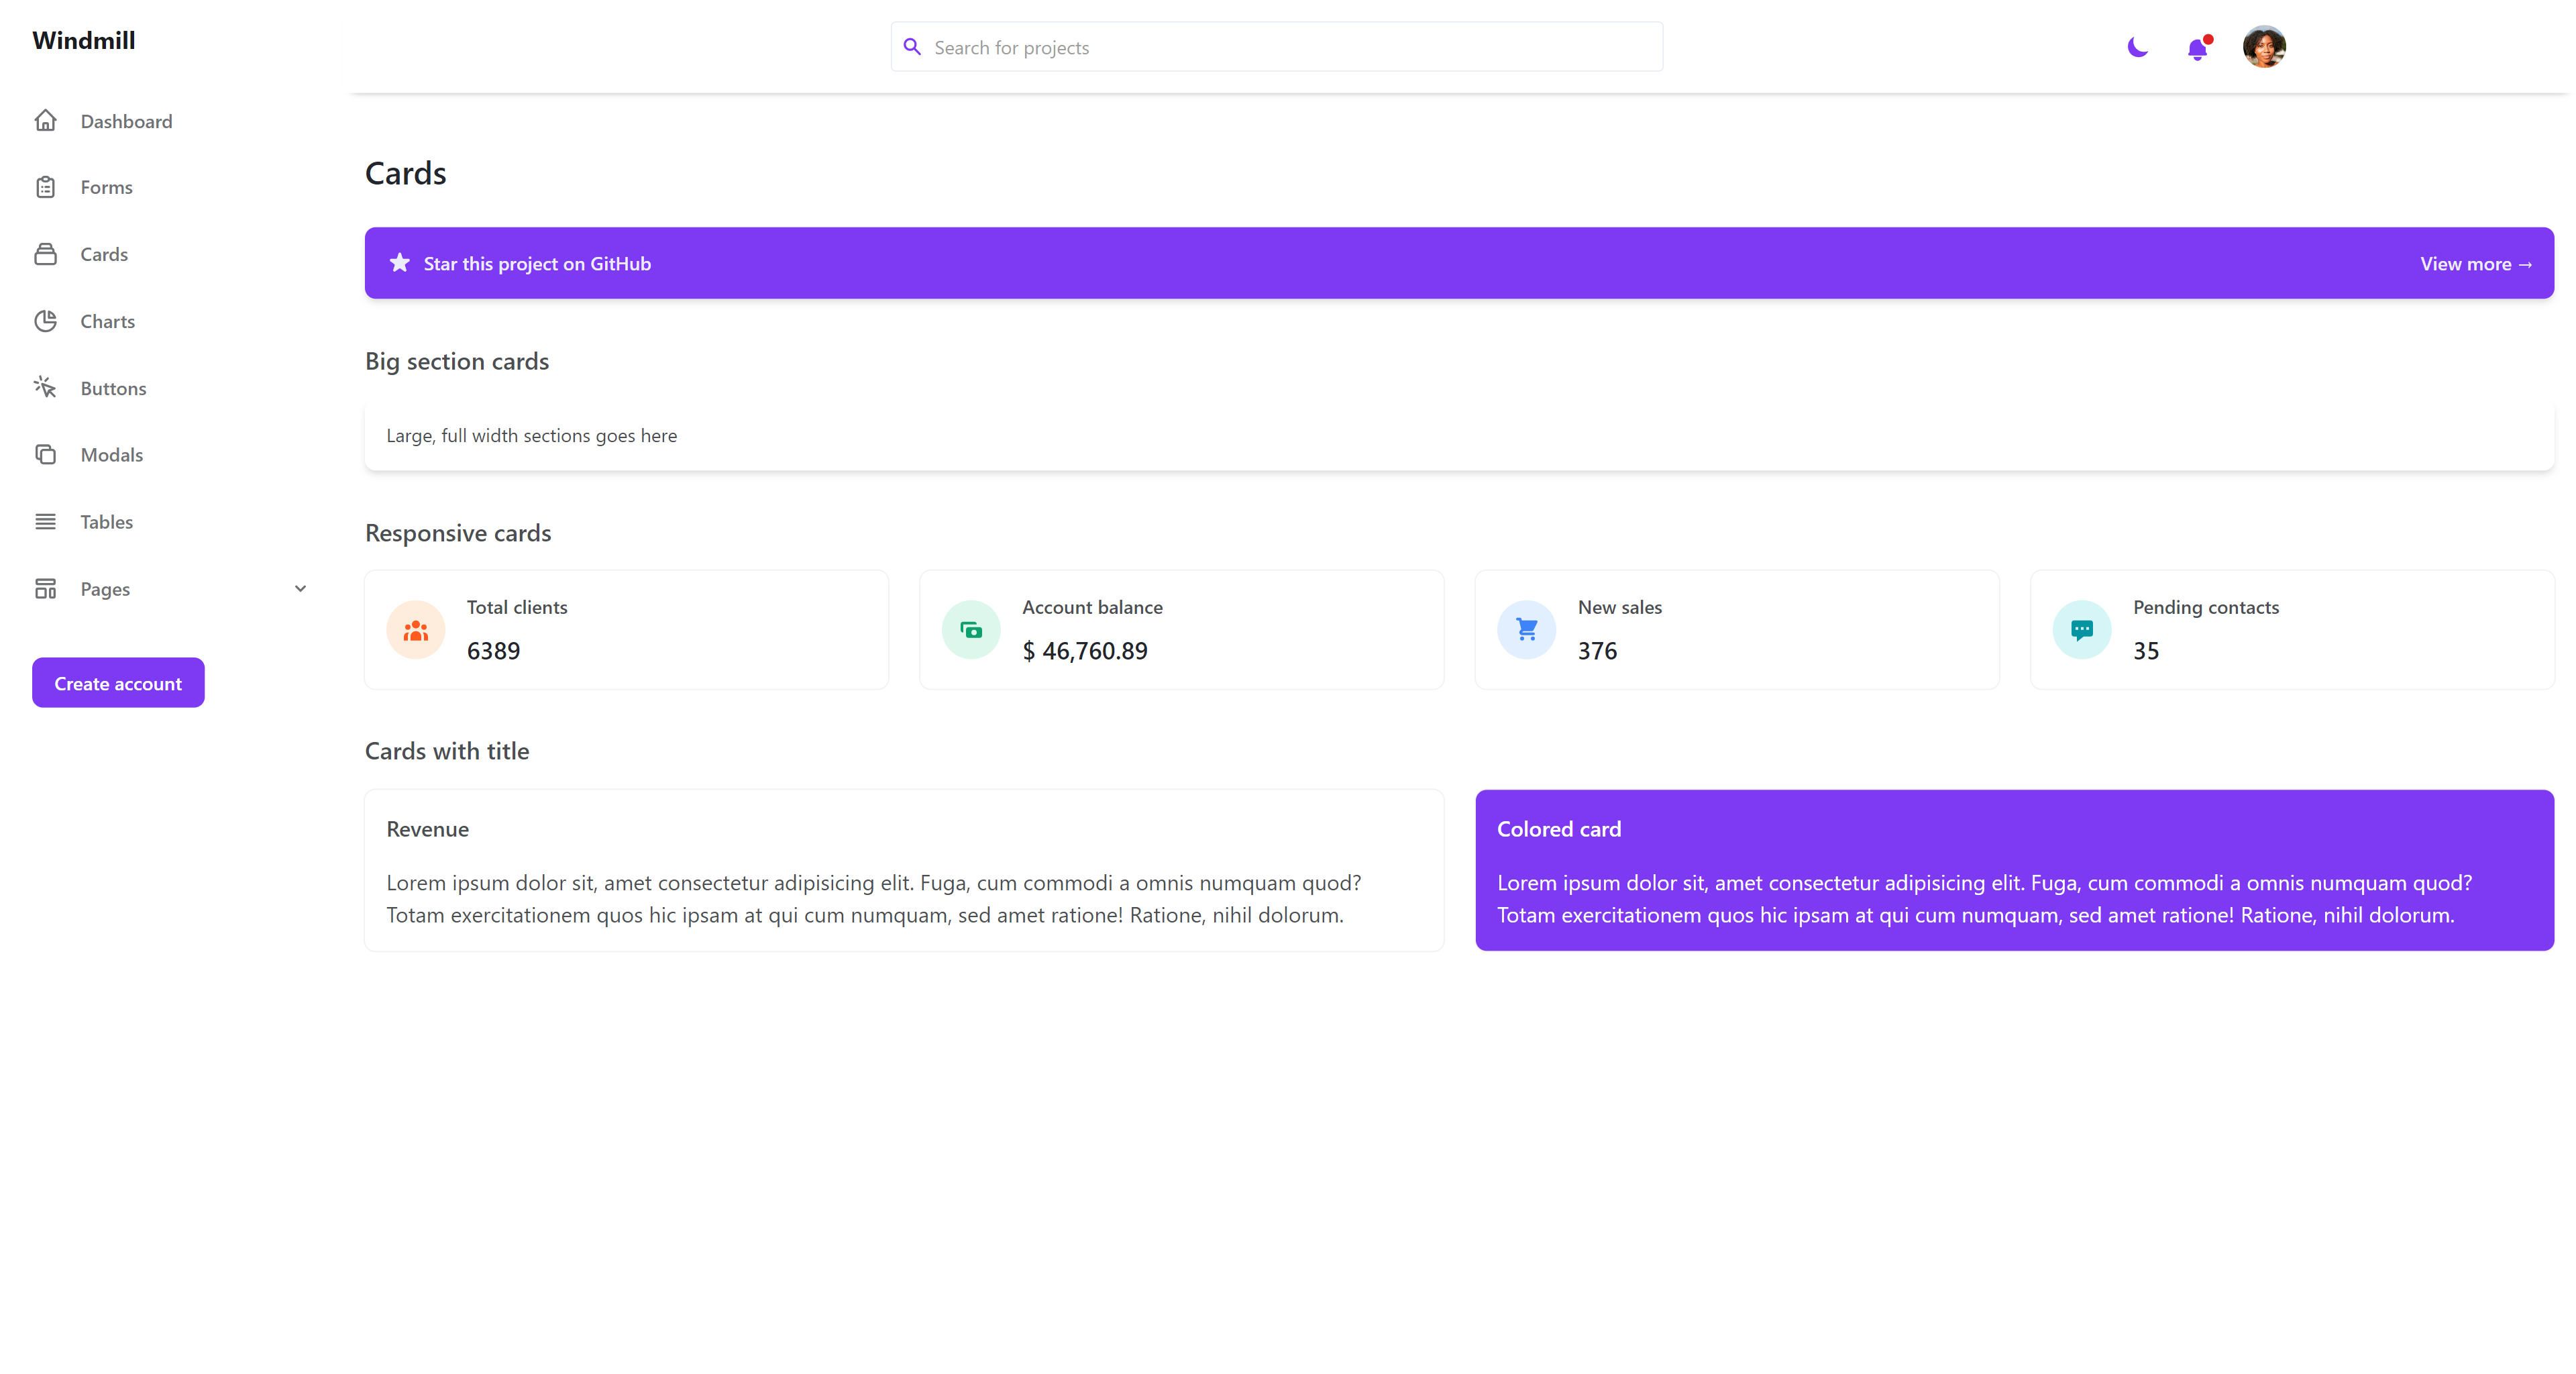 Windmill
Search for projects
Dashboard
Forms
Cards
Charts
Buttons
Modals
Tables
Pages
Create account
Cards
Star this project on GitHub
View more →
Big section cards
Large, full width sections goes here
Responsive cards
Total clients
6389
Account balance
$ 46,760.89
New sales
376
Pending contacts
35
Cards with title
Revenue
Lorem ipsum dolor sit, amet consectetur adipisicing elit. Fuga, cum commodi a omnis numquam quod?
Totam exercitationem quos hic ipsam at qui cum numquam, sed amet ratione! Ratione, nihil dolorum.
Colored card
Lorem ipsum dolor sit, amet consectetur adipisicing elit. Fuga, cum commodi a omnis numquam quod?
Totam exercitationem quos hic ipsam at qui cum numquam, sed amet ratione! Ratione, nihil dolorum.